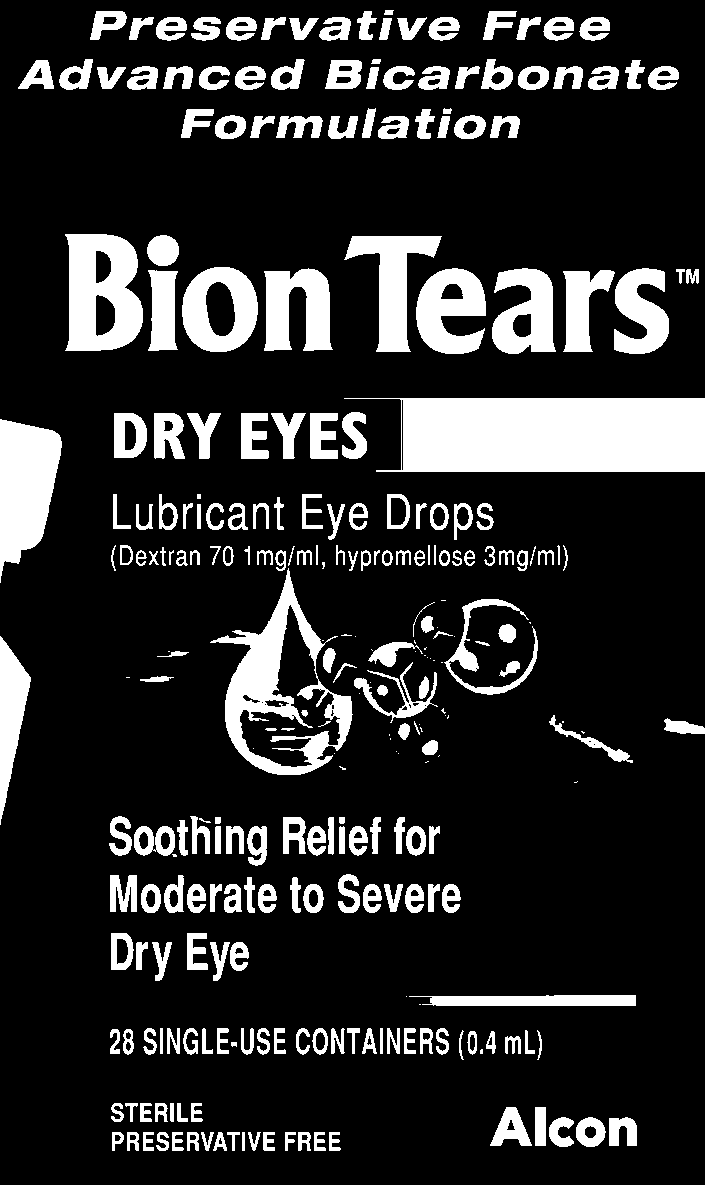 Preservative Free
Advanced Bicarbonate
Formulation
Bion Tears™
DRY EYES
Lubricant Eye Drops
(Dextran 70 1mg/ml, hypromellose 3mg/ml)
Soothing Relief for
Moderate to Severe
Dry Eye
28 SINGLE-USE CONTAINERS (0.4 mL)
STERILE
PRESERVATIVE FREE
Alcon